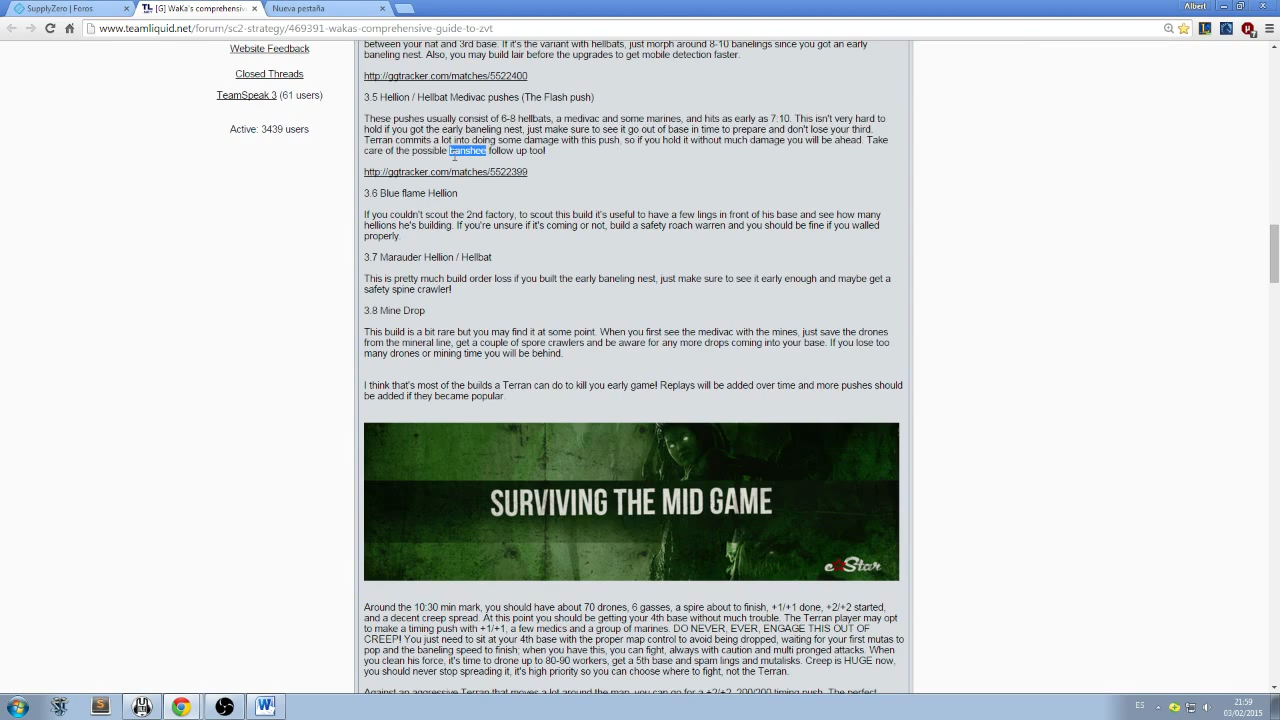 SupplyZero | Foros
[G] WaKa's comprehensive
Nueva pestaña
Albert
www.teamliquid.net/forum/sc2-strategy/469391-wakas-comprehensive-guide-to-zvt
between your nat and 3rd base. If it's the variant with hellbats, just morph around 8-10 banelings since you got an early
baneling nest. Also, you may build lair before the upgrades to get mobile detection faster.
Website Feedback
Closed Threads
TeamSpeak 3 (61 users)
Active: 3439 users
http://ggtracker.com/matches/5522400
3.5 Hellion / Hellbat Medivac pushes (The Flash push)
These pushes usually consist of 6-8 hellbats, a medivac and some marines, and hits as early as 7:10. This isn't very hard to
hold if you got the early baneling nest, just make sure to see it go out of base in time to prepare and don't lose your third.
Terran commits a lot into doing some damage with this push, so if you hold it without much damage you will be ahead. Take
care of the possible banshee follow up too!
http://ggtracker.com/matches/5522399
3.6 Blue flame Hellion
If you couldn't scout the 2nd factory, to scout this build it's useful to have a few lings in front of his base and see how many
hellions he's building. If you're unsure if it's coming or not, build a safety roach warren and you should be fine if you walled
properly.
3.7 Marauder Hellion / Hellbat
This is pretty much build order loss if you built the early baneling nest, just make sure to see it early enough and maybe get a
safety spine crawler!
3.8 Mine Drop
This build is a bit rare but you may find it at some point. When you first see the medivac with the mines, just save the drones
from the mineral line, get a couple of spore crawlers and be aware for any more drops coming into your base. If you lose too
many drones or mining time you will be behind.
I think that's most of the builds a Terran can do to kill you early game! Replays will be added over time and more pushes should
be added if they became popular.
SURVIVING THE MID GAME
Around the 10:30 min mark, you should have about 70 drones, 6 gasses, a spire about to finish, +1/+1 done, +2/+2 started,
and a decent creep spread. At this point you should be getting your 4th base without much trouble. The Terran player may opt
to make a timing push with +1/+1, a few medics and a group of marines. DO NEVER, EVER, ENGAGE THIS OUT OF
CREEP! You just need to sit at your 4th base with the proper map control to avoid being dropped, waiting for your first mutas to
pop and the baneling speed to finish; when you have this, you can fight, always with caution and multi pronged attacks. When
you clean his force, it's time to drone up to 80-90 workers, get a 5th base and spam lings and mutalisks. Creep is HUGE now,
you should never stop spreading it, it's high priority so you can choose where to fight, not the Terran.
Against an aggressive Terran that moves a lot around the map, you can go for a +2/+2, 200/200 timing push. The perfect
ES
21:59
03/02/2015